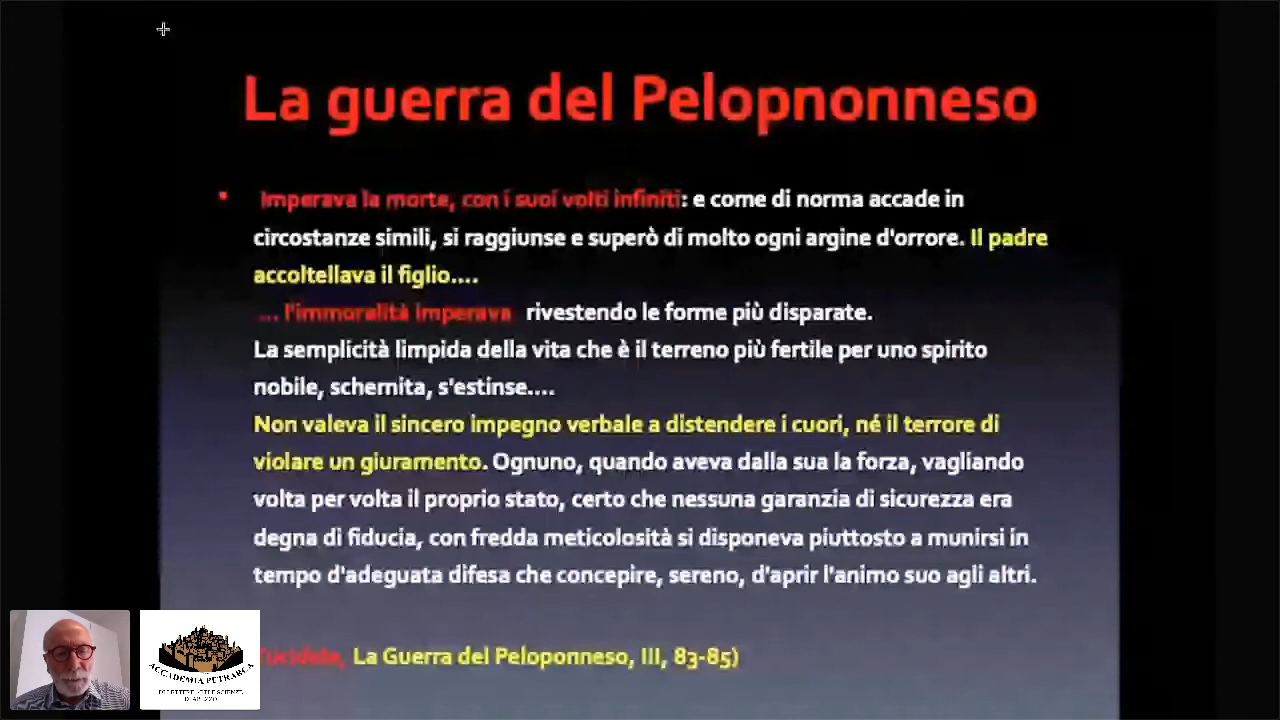 La guerra del Pelopnonneso
• Imperava la morte, con i suoi volti infiniti: e come di norma accade in
circostanze simili, si raggiunse e superò di molto ogni argine d'orrore. Il padre
accoltellava il figlio....
... l'immoralità imperava rivestendo le forme più disparate.
La semplicità limpida della vita che è il terreno più fertile per uno spirito
nobile, schernita, s'estinse....
Non valeva il sincero impegno verbale a distendere i cuori, né il terrore di
violare un giuramento. Ognuno, quando aveva dalla sua la forza, vagliando
volta per volta il proprio stato, certo che nessuna garanzia di sicurezza era
degna di fiducia, con fredda meticolosità si disponeva piuttosto a munirsi in
tempo d'adeguata difesa che concepire, sereno, d'aprir l'animo suo agli altri.
Tucidide, La Guerra del Peloponneso, III, 83-85)
ACCADEMIA PETRARCA
DI LETTERE ARTI E SCIENZE
D'AREZZO